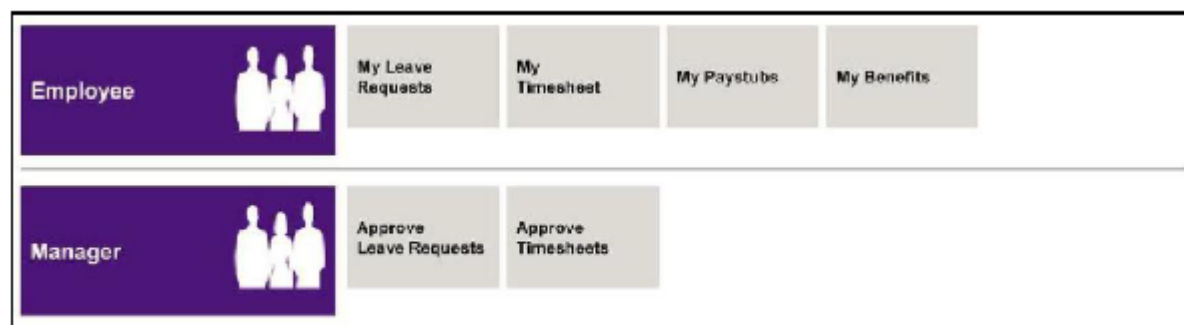 Employee
My Leave
Requests
My
Timesheet
My Paystubs
My Benefits
Manager
Approve
Leave Requests
Approve
Timesheets